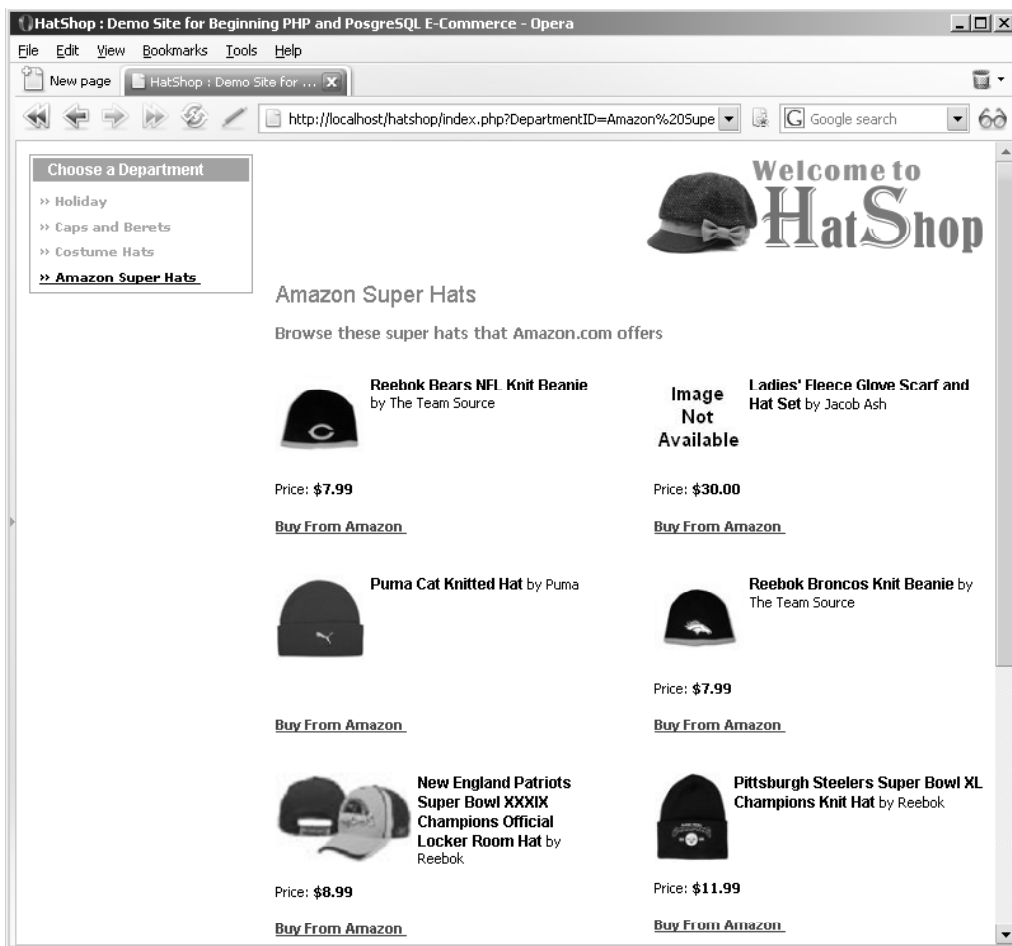 HatShop : Demo Site for Beginning PHP and PosgreSQL E-Commerce - Opera
File Edit View Bookmarks Tools Help
New page
HatShop : Demo Site for ...
http://localhost/hatshop/index.php?DepartmentID=Amazon%20Supe
G Google search
Choose a Department
» Holiday
» Caps and Berets
» Costume Hats
» Amazon Super Hats
Welcome to
HatShop
Amazon Super Hats
Browse these super hats that Amazon.com offers
Reebok Bears NFL Knit Beanie
by The Team Source
Price: $7.99
Buy From Amazon
Image
Not
Available
Ladies' Fleece Glove Scarf and
Hat Set by Jacob Ash
Price: $30.00
Buy From Amazon
Puma Cat Knitted Hat by Puma
Buy From Amazon
Reebok Broncos Knit Beanie by
The Team Source
Price: $7.99
Buy From Amazon
New England Patriots
Super Bowl XXXIX
Champions Official
Locker Room Hat by
Reebok
Price: $8.99
Buy From Amazon
Pittsburgh Steelers Super Bowl XL
Champions Knit Hat by Reebok
Price: $11.99
Buy From Amazon